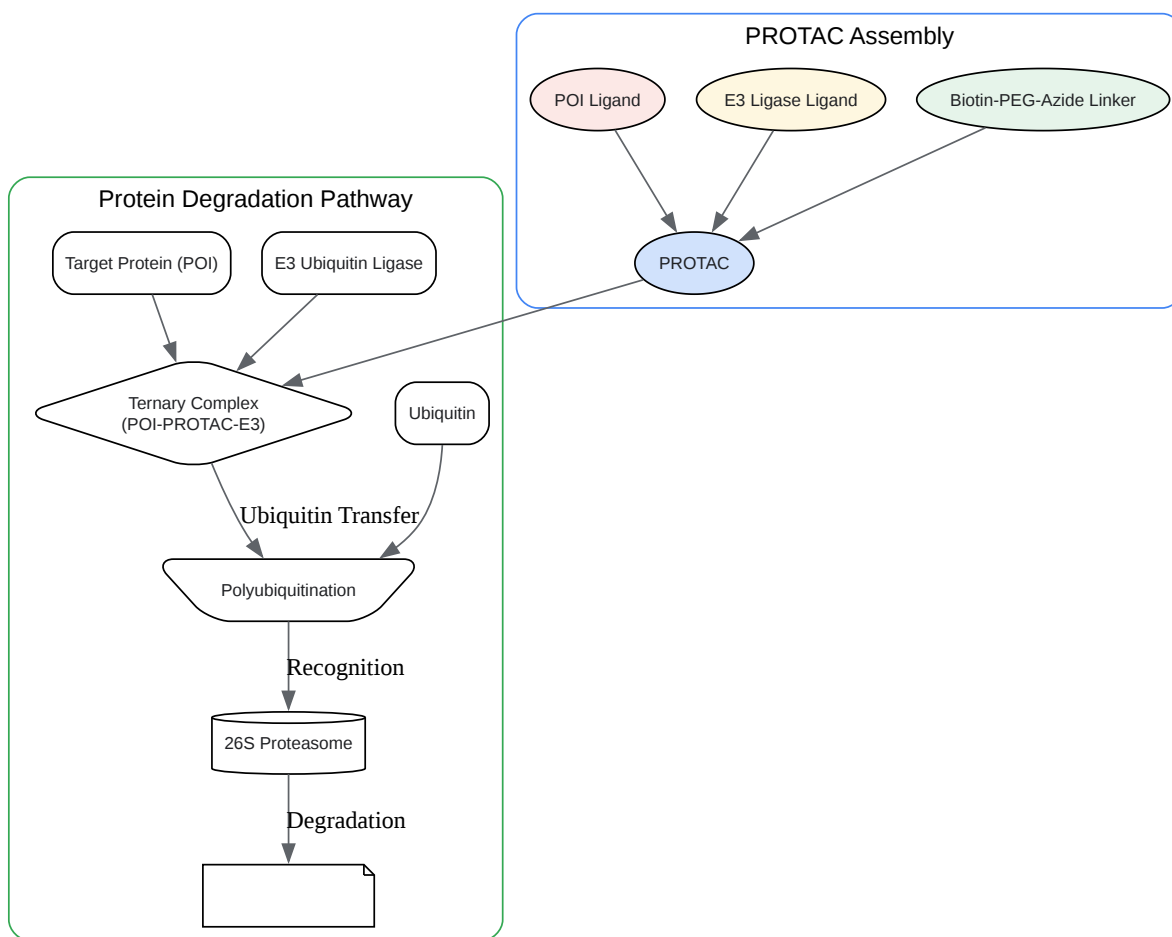 PROTAC Assembly
POI Ligand
E3 Ligase Ligand
Biotin-PEG-Azide Linker
PROTAC
Protein Degradation Pathway
Target Protein (POI)
E3 Ubiquitin Ligase
Ternary Complex
(POI-PROTAC-E3)
Ubiquitin
Ubiquitin Transfer
Polyubiquitination
Recognition
26S Proteasome
Degradation